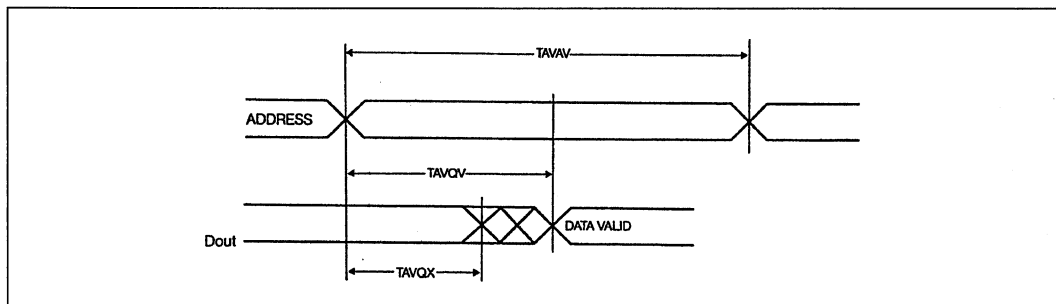 TAVAV
ADDRESS
TAVQV
DATA VALID
Dout
TAVQX